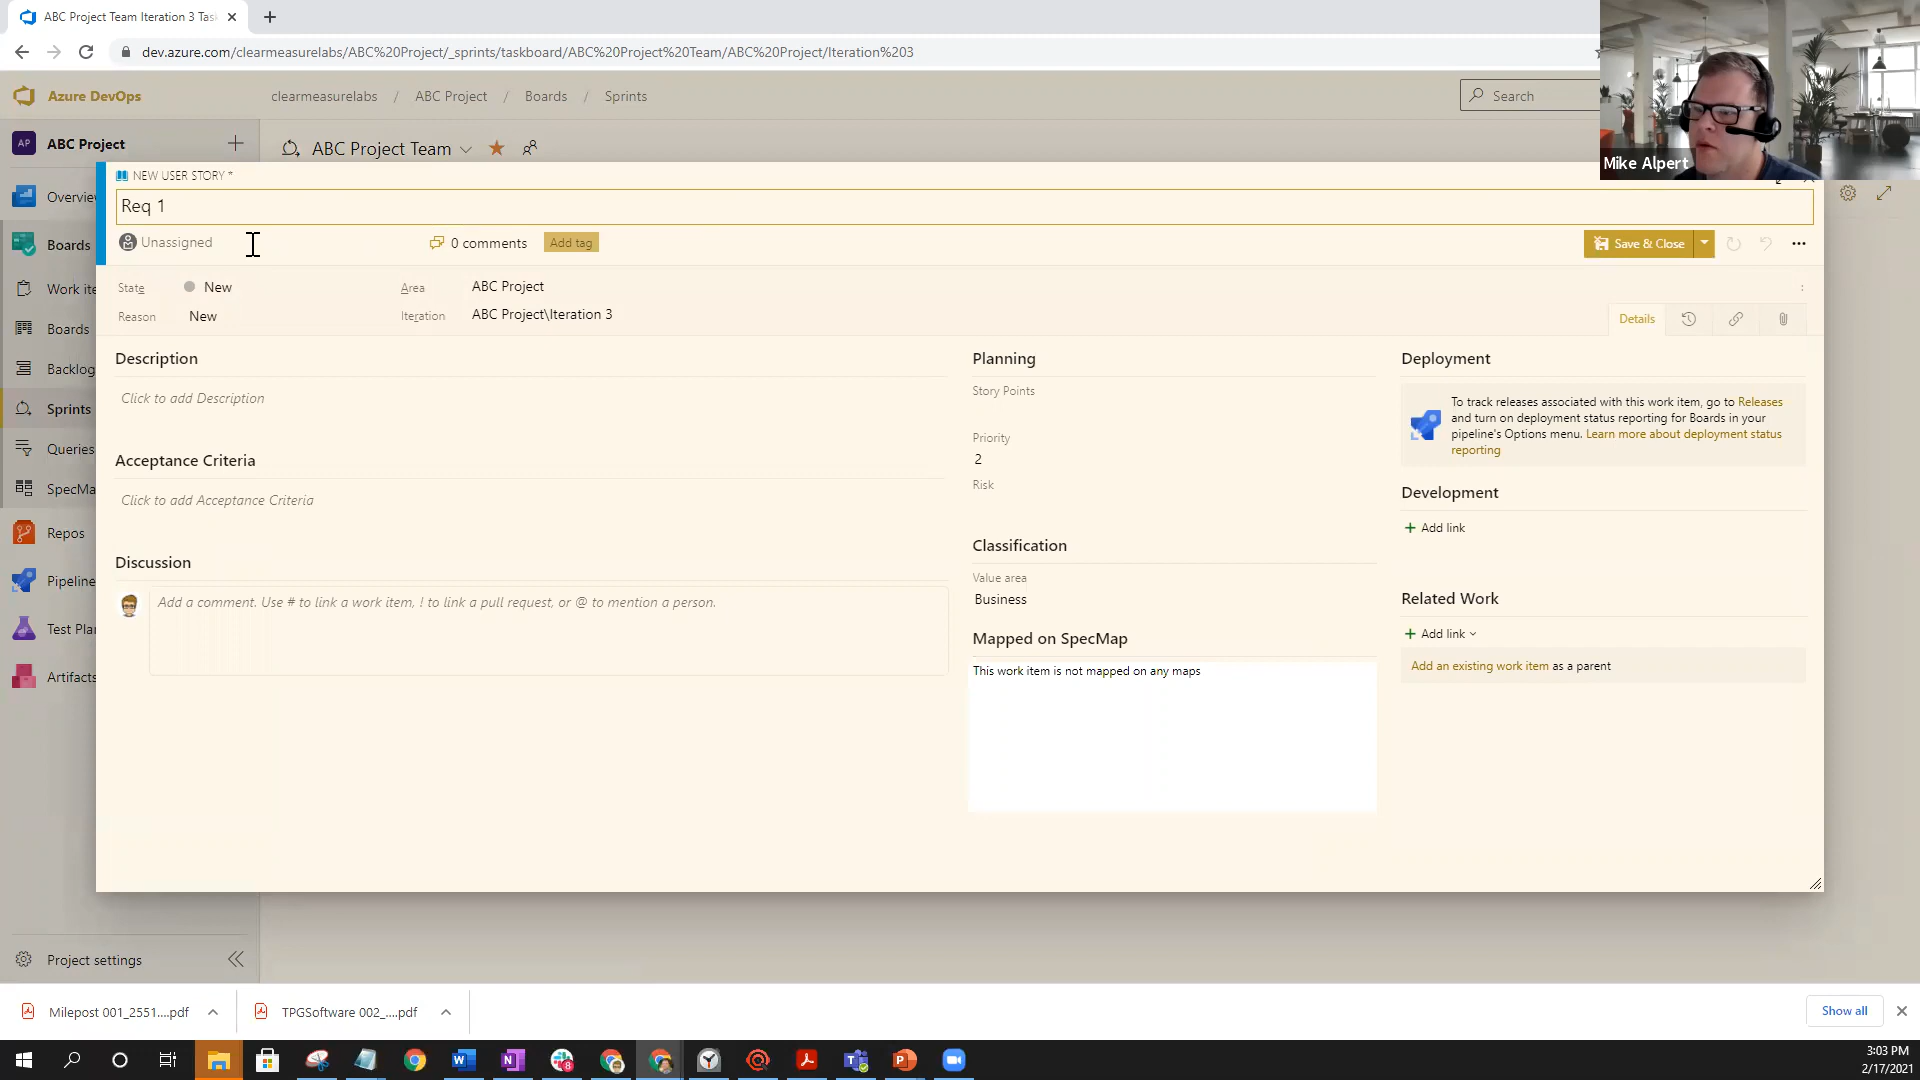 ABC Project Team Iteration 3 Tas
dev.azure.com/clearmeasurelabs/ABC%20Project/_sprints/taskboard/ABC%20Project%20Team/ABC%20Project/Iteration%203
Azure DevOps
clearmeasurelabs / ABC Project / Boards / Sprints
Search
Mike Alpert
AP ABC Project
ABC Project Team
NEW USER STORY *
Req 1
Unassigned
0 comments
Add tag
Save & Close
State New
Area ABC Project
Reason New
Iteration ABC Project\Iteration 3
Details
Overvie
Boards
Work ite
Boards
Backlog
Sprints
Queries
SpecMa
Repos
Pipeline
Test Pla
Artifacts
Project settings
Description
Click to add Description
Acceptance Criteria
Click to add Acceptance Criteria
Discussion
Add a comment. Use # to link a work item, ! to link a pull request, or @ to mention a person.
Planning
Story Points
Priority
2
Risk
Classification
Value area
Business
Mapped on SpecMap
This work item is not mapped on any maps
Deployment
To track releases associated with this work item, go to Releases
and turn on deployment status reporting for Boards in your
pipeline's Options menu. Learn more about deployment status
reporting
Development
Add link
Related Work
Add link
Add an existing work item as a parent
Milepost 001_2551....pdf
TPGSoftware 002_....pdf
Show all
3:03 PM
2/17/2021